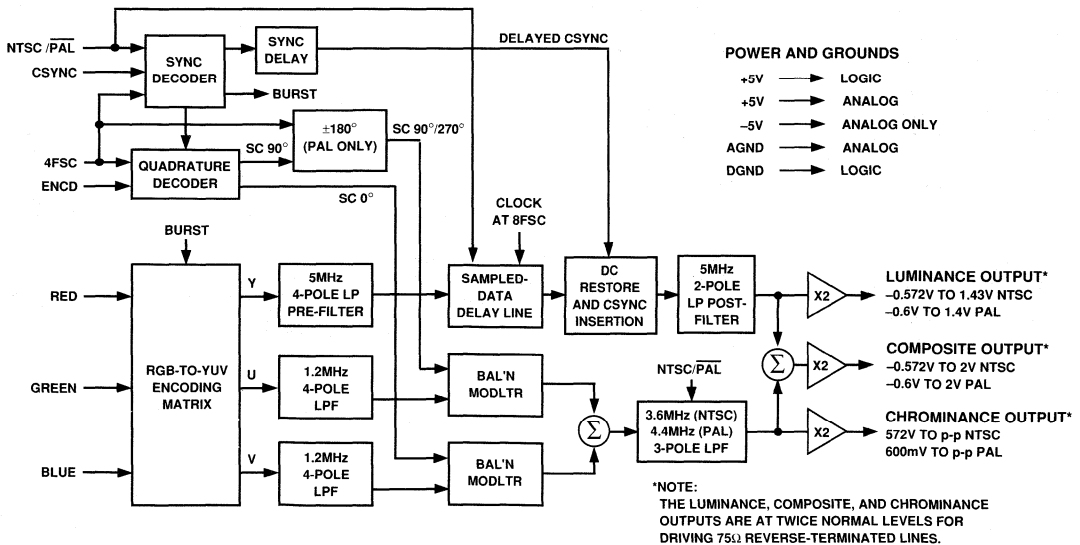 NTSC /PAL
CSYNC
4FSC
ENCD
SYNC
DECODER
SYNC
DELAY
BURST
QUADRATURE
DECODER
SC 90°
±180°
(PAL ONLY)
SC 90°/270°
SC 0°
DELAYED CSYNC
CLOCK
AT 8FSC
POWER AND GROUNDS
+5V LOGIC
+5V ANALOG
–5V ANALOG ONLY
AGND ANALOG
DGND LOGIC
BURST
RED
GREEN
BLUE
RGB-TO-YUV
ENCODING
MATRIX
Y
U
V
5MHz
4-POLE LP
PRE-FILTER
1.2MHz
4-POLE
LPF
1.2MHz
4-POLE
LPF
SAMPLED-
DATA
DELAY LINE
BAL'N
MODLTR
BAL'N
MODLTR
Σ
DC
RESTORE
AND CSYNC
INSERTION
5MHz
2-POLE
LP POST-
FILTER
NTSC/PAL
3.6MHz (NTSC)
4.4MHz (PAL)
3-POLE LPF
Σ
X2
X2
X2
LUMINANCE OUTPUT*
–0.572V TO 1.43V NTSC
–0.6V TO 1.4V PAL
COMPOSITE OUTPUT*
–0.572V TO 2V NTSC
–0.6V TO 2V PAL
CHROMINANCE OUTPUT*
572V TO p-p NTSC
600mV TO p-p PAL
*NOTE:
THE LUMINANCE, COMPOSITE, AND CHROMINANCE
OUTPUTS ARE AT TWICE NORMAL LEVELS FOR
DRIVING 75Ω REVERSE-TERMINATED LINES.